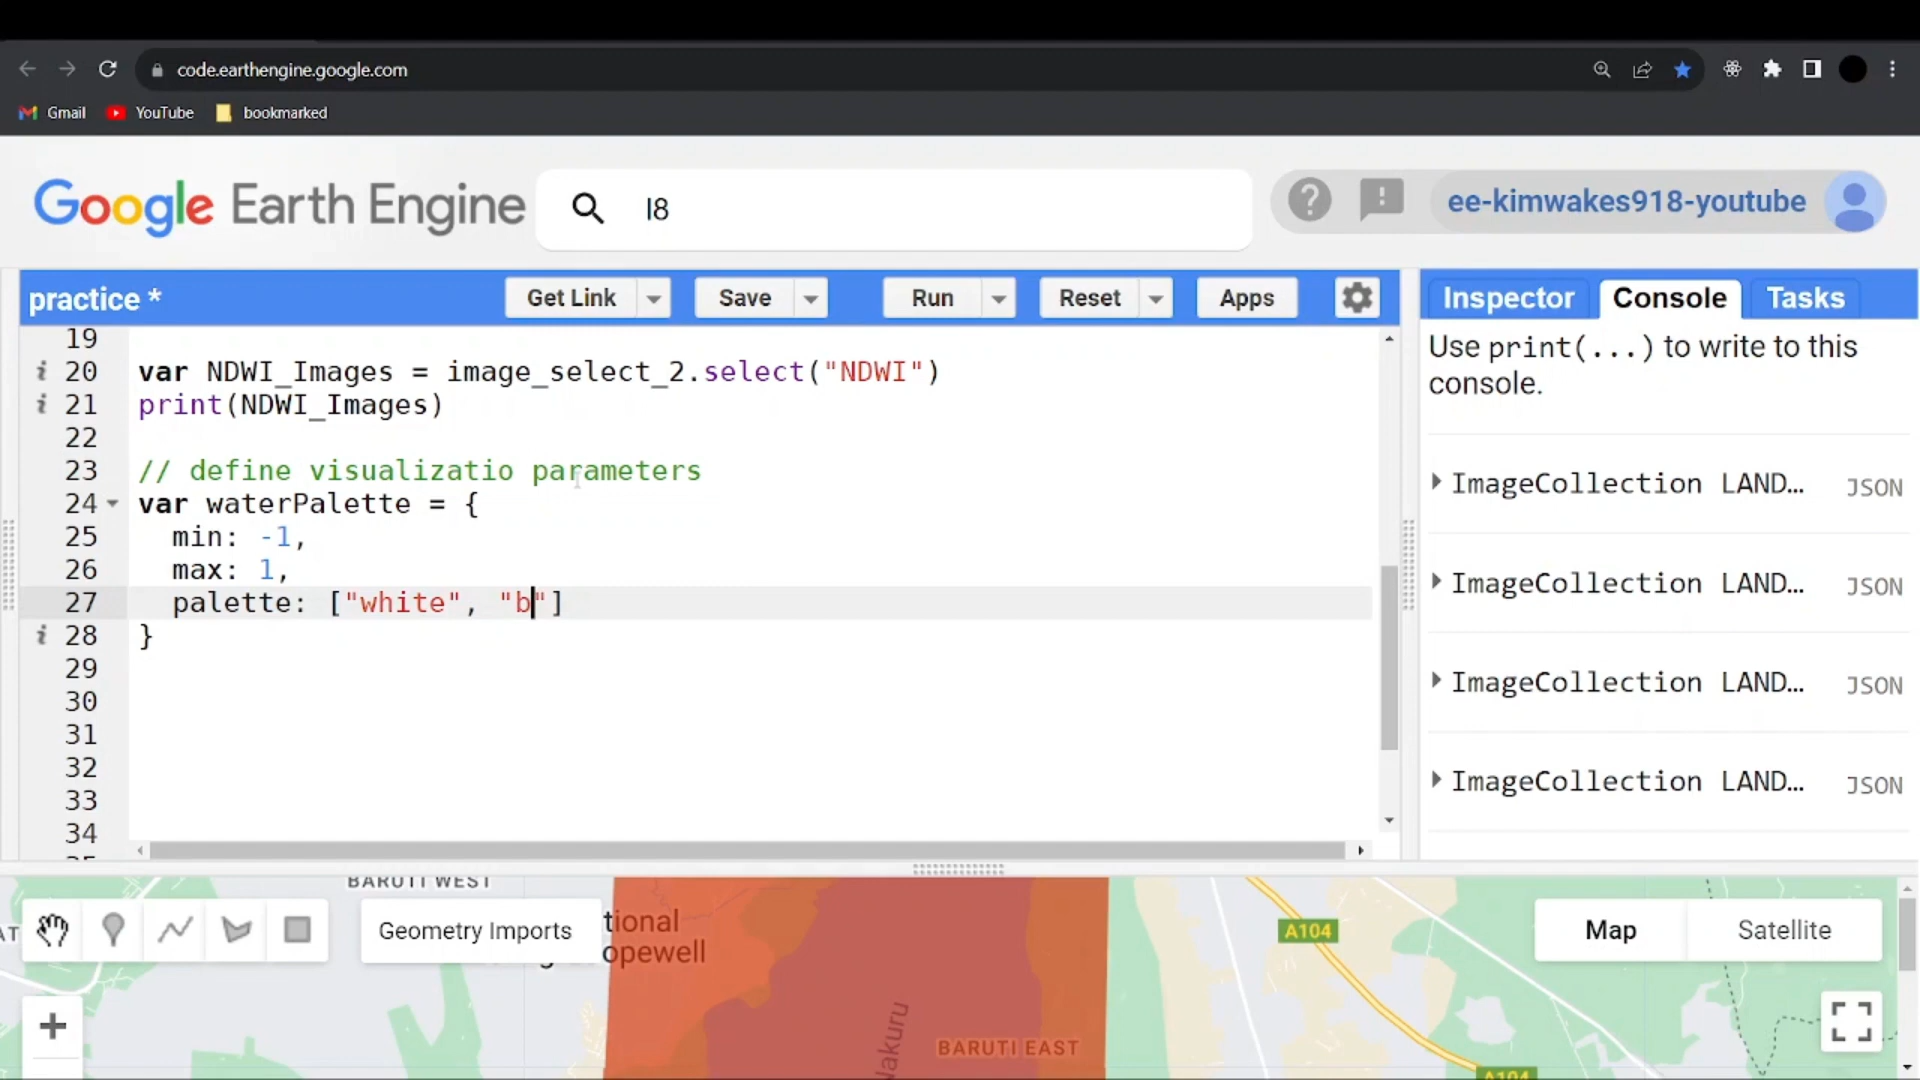 code.earthengine.google.com
Gmail YouTube bookmarked
Google Earth Engine l8 ee-kimwakes918-youtube
practice * Get Link Save Run Reset Apps Inspector Console Tasks
19
20 var NDWI_Images = image_select_2.select("NDWI")
21 print(NDWI_Images)
22
23 // define visualizatio parameters
24 var waterPalette = {
25 min: -1,
26 max: 1,
27 palette: ["white", "b"]
28 }
29
30
31
32
33
34
Use print(...) to write to this
console.
ImageCollection LAND... JSON
ImageCollection LAND... JSON
ImageCollection LAND... JSON
ImageCollection LAND... JSON
BARUTI WEST
Geometry Imports
tional
opewell
A104
Map Satellite
Nakuru
BARUTI EAST
A104